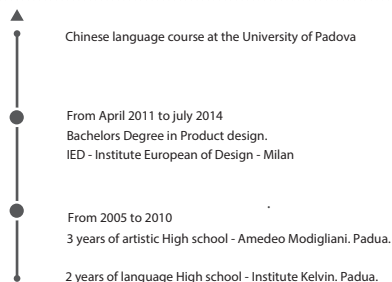 Chinese language course at the University of Padova
From April 2011 to july 2014
Bachelors Degree in Product design.
IED - Institute European of Design - Milan
From 2005 to 2010
3 years of artistic High school - Amedeo Modigliani. Padua.
2 years of language High school - Institute Kelvin. Padua.